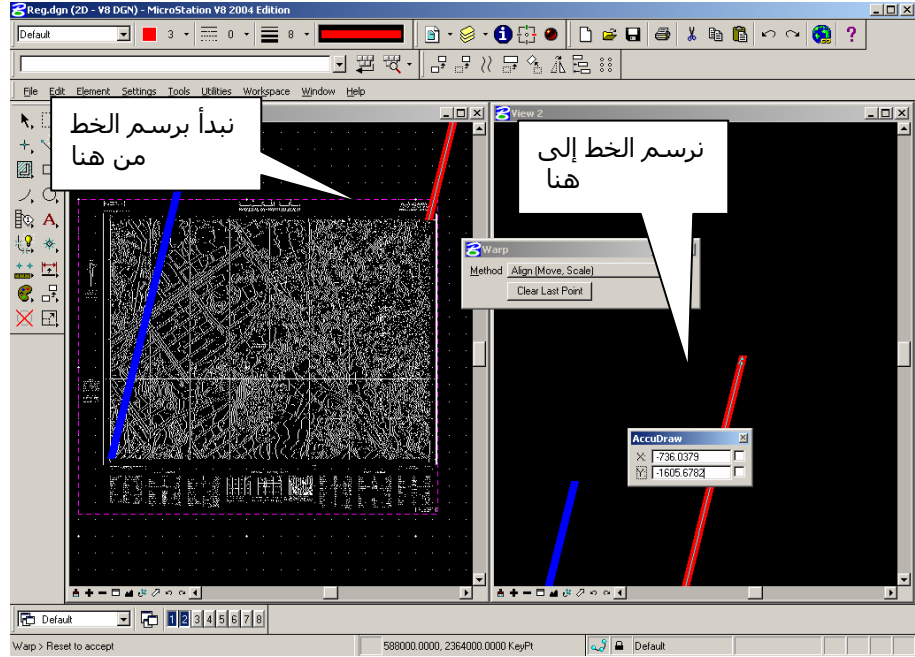 Reg.dgn (2D - V8 DGN) - MicroStation V8 2004 Edition
Default 3 0 8
File Edit Element Settings Tools Utilities Workspace Window Help
نبدأ برسم الخط
من هنا
View 2
نرسم الخط إلى
هنا
Warp
Method Align (Move, Scale)
Clear Last Point
AccuDraw
X: -736.0379
Y: -1605.6782
Default 1 2 3 4 5 6 7 8
Warp > Reset to accept 588000.0000, 2364000.0000 KeyPt Default